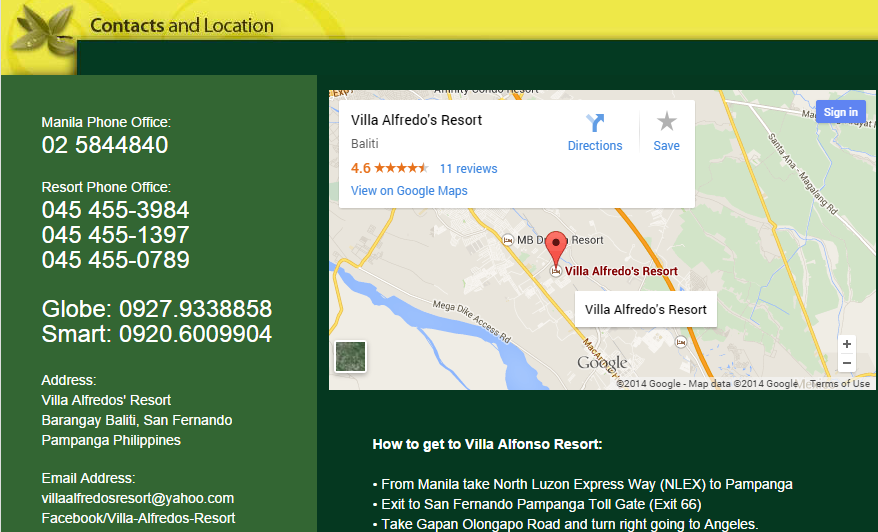 Contacts and Location
Manila Phone Office:
02 5844840
Resort Phone Office:
045 455-3984
045 455-1397
045 455-0789
Globe: 0927.9338858
Smart: 0920.6009904
Address:
Villa Alfredos' Resort
Barangay Baliti, San Fernando
Pampanga Philippines
Email Address:
villaalfredosresort@yahoo.com
Facebook/Villa-Alfredos-Resort
Affinity Condo Resort
Villa Alfredo's Resort
Baliti
4.6 11 reviews
View on Google Maps
Directions
Save
Sign in
Santa Ana - Magalang Rd
Resort
Villa Alfredo's Resort
Villa Alfredo's Resort
Mega Dike Access Rd
Google
©2014 Google - Map data ©2014 Google Terms of Use
How to get to Villa Alfonso Resort:
• From Manila take North Luzon Express Way (NLEX) to Pampanga
• Exit to San Fernando Pampanga Toll Gate (Exit 66)
• Take Gapan Olongapo Road and turn right going to Angeles.